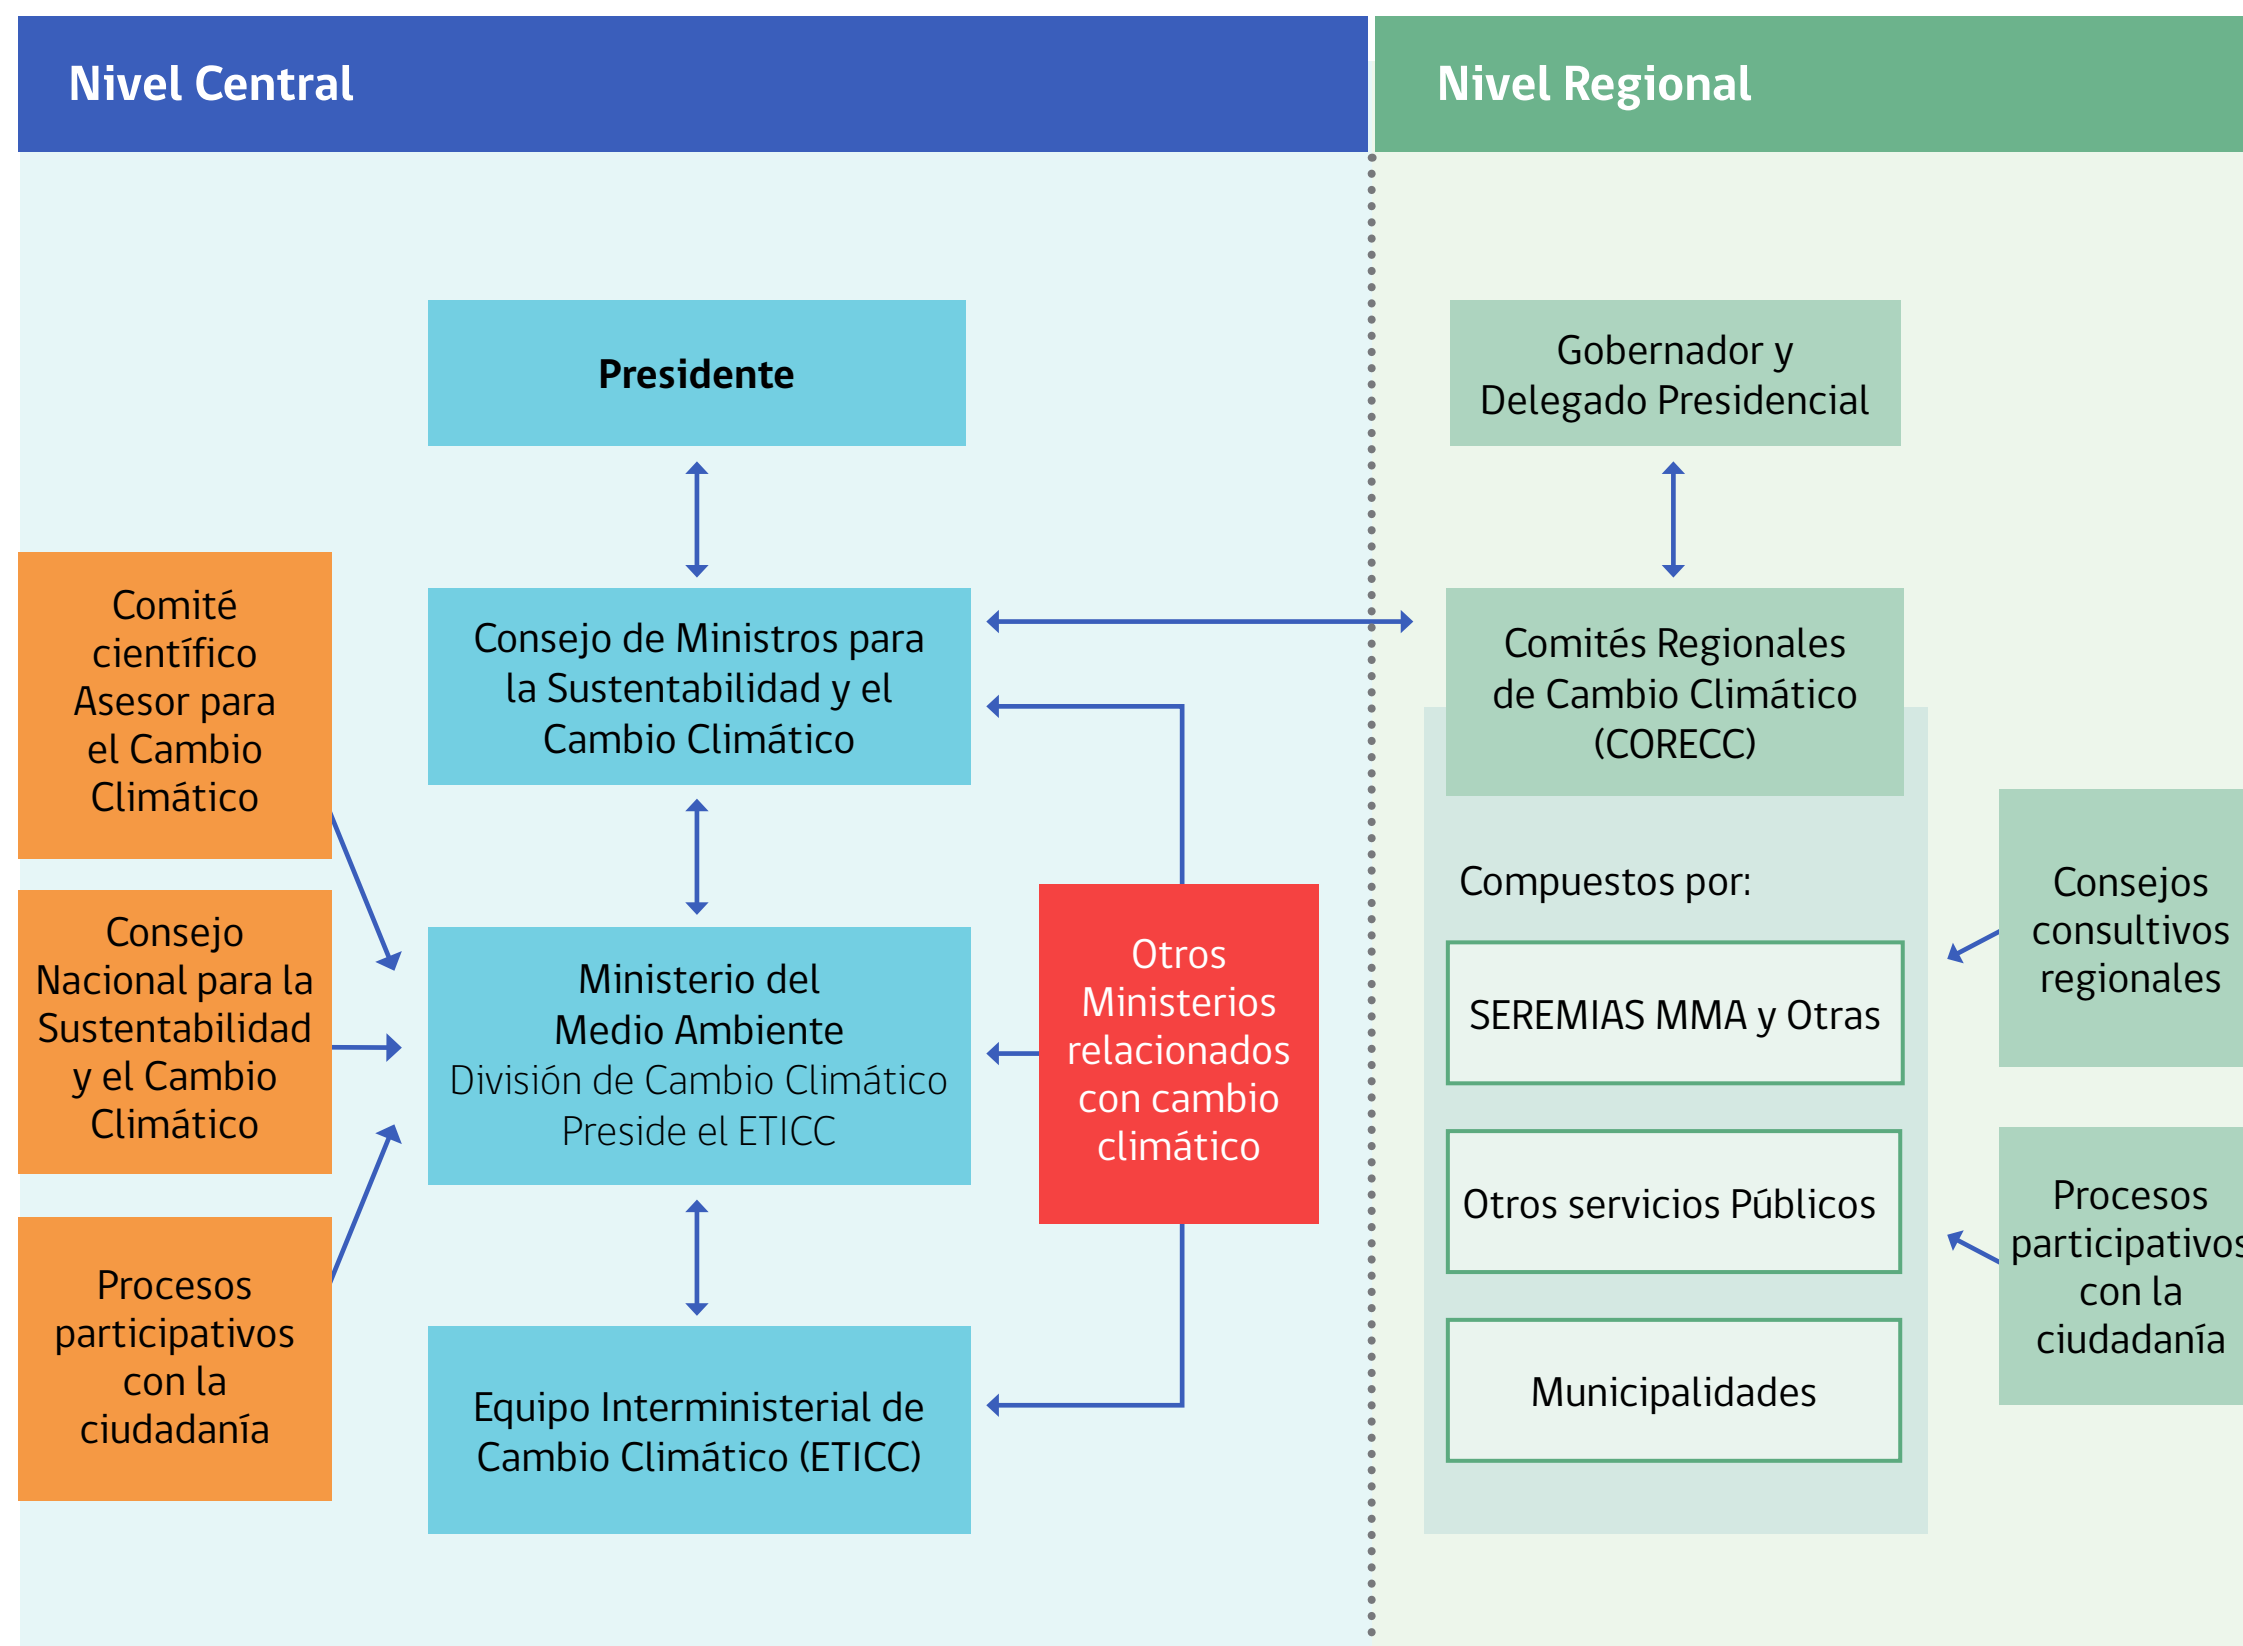 Nivel Central
Nivel Regional
Presidente
Gobernador y
Delegado Presidencial
Comité
científico
Asesor para
el Cambio
Climático
Consejo de Ministros para
la Sustentabilidad y el
Cambio Climático
Comités Regionales
de Cambio Climático
(CORECC)
Consejo
Nacional para la
Sustentabilidad
y el Cambio
Climático
Ministerio del
Medio Ambiente
División de Cambio Climático
Preside el ETICC
Otros
Ministerios
relacionados
con cambio
climático
Compuestos por:
SEREMIAS MMA y Otras
Otros servicios Públicos
Municipalidades
Consejos
consultivos
regionales
Procesos
participativos
con la
ciudadanía
Procesos
participativos
con la
ciudadanía
Equipo Interministerial de
Cambio Climático (ETICC)